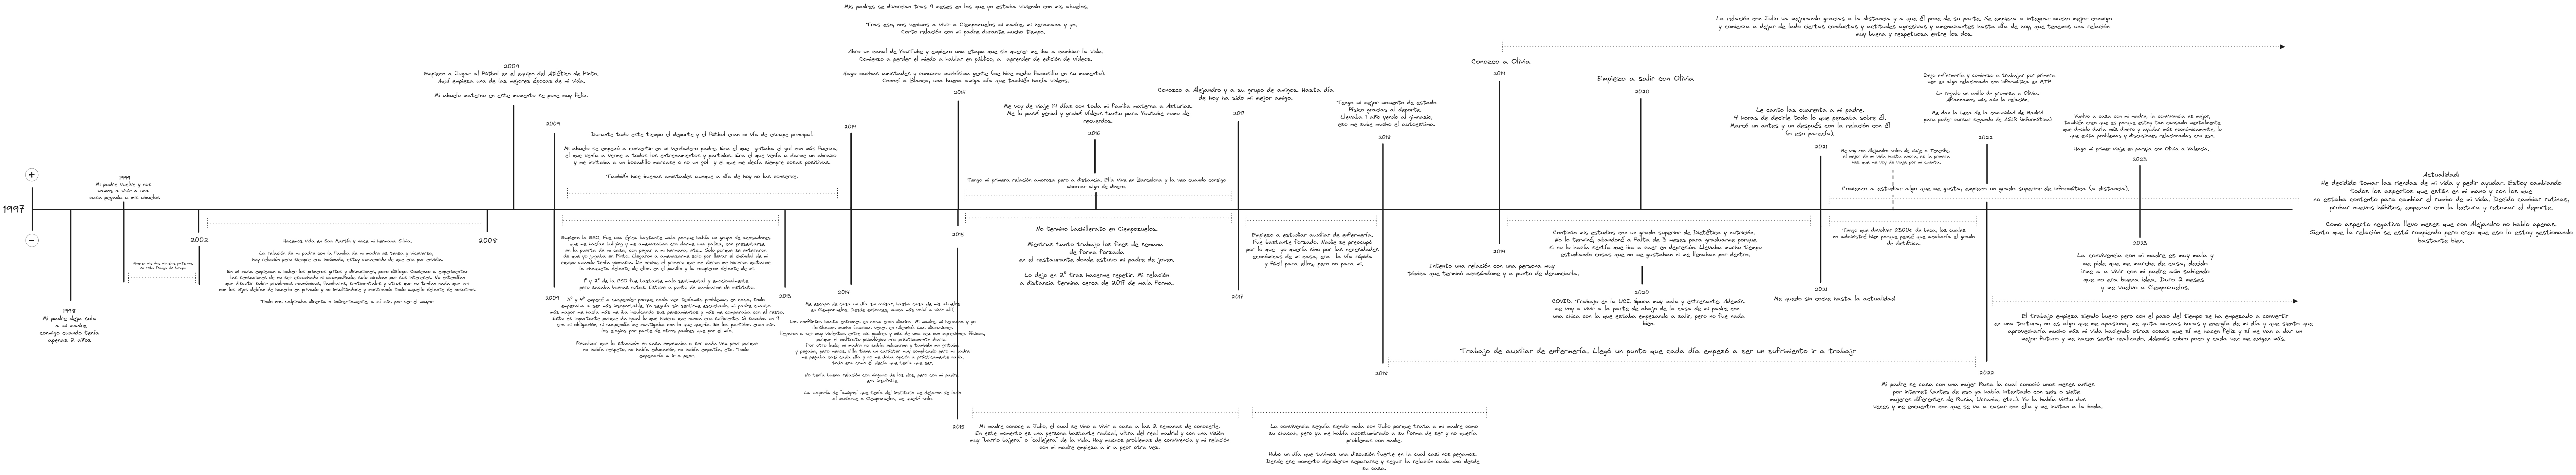 Mis padres se divorcian tras 9 meses en los que yo estaba viviendo con mis abuelos.
Tras eso, nos venimos a vivir a Ciempozuelos mi madre, mi heramana y yo.
Corto relación con mi padre durante mucho tiempo.
Abro un canal de YouTube y empiezo una etapa que sin querer me iba a cambiar la vida.
Comienzo a perder el miedo a hablar en público, a aprender de edición de vídeos.
Hago muchas amistades y conozco muchísima gente (me hice medio famosillo en su momento).
Conocí a Blanca, una buena amiga mía que también hacía vídeos.
2015
La relación con Julio va mejorando gracias a la distancia y a que Él pone de su parte. Se empieza a integrar mucho mejor conmigo
y comienza a dejar de lado ciertas conductas y actitudes agresivas y amenazantes hasta día de hoy, que tenemos una relación
muy buena y respetuosa entre los dos.
2009
Empiezo a Jugar al fútbol en el equipo del Atlético de Pinto.
Aquí empieza una de las mejores épocas de mi vida.
Mi abuelo materno en este momento se pone muy feliz.
Conozco a Olivia
2019
Empiezo a salir con Olivia
2020
Conozco a Alejandro y a su grupo de amigos. Hasta día
de hoy ha sido mi mejor amigo.
2017
Me voy de viaje 14 días con toda mi familia materna a Asturias.
Me lo pasé genial y grabé vídeos tanto para Youtube como de
recuerdos.
2016
Tengo mi mejor momento de estado
físico gracias al deporte.
Llevaba 1 año yendo al gimnasio,
eso me sube mucho el autoestima.
2018
Le canto las cuarenta a mi padre.
4 horas de decirle todo lo que pensaba sobre Él.
Marcó un antes y un después con la relación con Él
(o eso parecía).
2021
Dejo enfermería y comienzo a trabajar por primera
vez en algo relacionado con informática en MTP
Le regalo un anillo de promesa a Olivia.
Afianzamos más aún la relación.
Me dan la beca de la comunidad de Madrid
para poder cursar segundo de ASIR (informática)
2022
Vuelvo a casa con mi madre, la convivencia es mejor,
también creo que es porque estoy tan cansado mentalmente
que decido darla más dinero y ayudar más económicamente, lo
que evita problemas y discusiones relacionadas con eso.
Hago mi primer viaje en pareja con Olivia a Valencia.
2023
Me voy con alejandro solos de viaje a Tenerife,
el mejor de mi vida hasta ahora, es la primera
vez que me voy de viaje por mi cuenta.
2009
Durante todo este tiempo el deporte y el fútbol eran mi vía de escape principal.
Mi abuelo se empezó a convertir en mi verdadero padre. Era el que gritaba el gol con más fuerza,
el que venía a verme a todos los entrenamientos y partidos. Era el que venía a darme un abrazo
y me invitaba a un bocadillo marcase o no un gol y el que me decía siempre cosas positivas.
También hice buenas amistades aunque a día de hoy no las conservo.
2014
Tengo mi primera relación amorosa pero a distancia. Ella vive en Barcelona y la veo cuando consigo
ahorrar algo de dinero.
Comienzo a estudiar algo que me gusta, empiezo un grado superior de informática (a distancia).
Actualidad:
He decidido tomar las riendas de mi vida y pedir ayudar. Estoy cambiando
todos los aspectos que están en mi mano y con los que
no estaba contento para cambiar el rumbo de mi vida. Decidí cambiar rutinas,
probar nuevos hábitos, empezar con la lectura y retomar el deporte.
Como aspecto negativo llevo meses que con Alejandro no hablo apenas.
Siento que la relación se está rompiendo pero creo que eso lo estoy gestionando
bastante bien.
+
1999
Mi padre vuelve y nos
vamos a vivir a una
casa pegada a mis abuelos
1997
−
1998
Mi padre deja sola
a mi madre
conmigo cuando tenía
apenas 2 años
Mueren mis dos abuelos paternos
en esta franja de tiempo
2002
Hacemos vida en San Martín y nace mi hermana Silvia.
La relación de mi padre con la familia de mi madre es tensa y viceversa,
hay relación pero siempre era hablando, estoy convencido de que era por envidia.
En mi casa empiezan a haber los primeros gritos y discusiones, poco diálogo. Comienzo a experimentar
las sensaciones de no ser escuchado ni acompañado, solo miraban por sus intereses. No entendían
que discutir sobre problemas económicos, familiares, sentimentales y otros que no tenían nada que ver
con los hijos debían de hacerlo en privado y no insultándose y mostrando todo aquello delante de nosotros.
Todo nos salpicaba directa o indirectamente, a mí más por ser el mayor.
2008
2009
Empiezo la ESO. Fue una época bastante mala porque había un grupo de acosadores
que me hacían bullying y me amenazaban con darme una paliza, con presentarse
en la puerta de mi casa, con pegar a mi hermana, etc... Solo porque se enteraron
de que yo jugaba en Pinto. Llegaron a amenazarme solo por llevar el chándal de mi
equipo cuando tenía gimnasia. De hecho, el primero que me dieron me hicieron quitarme
la chaqueta delante de ellos en el pasillo y la rompieron delante de mí.
1º y 2º de la ESO fue bastante malo sentimental y emocionalmente
pero sacaba buenas notas. Estuve a punto de cambiarme de instituto.
3º y 4º empecé a suspender porque cada vez teníamos problemas en casa, todo
empezaba a ser más insoportable. Yo seguía sin sentirme escuchado, mi padre cuanto
más mayor me hacía más me iba inculcando sus pensamientos y más me comparaba con el resto.
Esto es importante porque da igual lo que hiciera que nunca era suficiente. Si sacaba un 9
era mi obligación, si suspendía me castigaba con lo que quería. En los partidos eran más
los elogios por parte de otros padres que por el mío.
Recalcar que la situación en casa empezaba a ser cada vez peor porque
no había respeto, no había educación, no había empatía, etc. Todo
empezaría a ir a peor.
2013
2014
Me escapo de casa un día sin avisar, hasta casa de mis abuelos
en Ciempozuelos. Desde entonces, nunca más volví a vivir allí.
Los conflictos hasta entonces en casa eran diarios. Mi madre, mi hermana y yo
llorábamos mucho (muchas veces en silencio). Las discusiones
llegaron a ser muy violentas entre mis padres y más de una vez con agresiones físicas,
porque el maltrato psicológico era prácticamente diario.
Por otro lado, mi madre no sabía educarme y también me gritaba
y pegaba, pero menos. Ella tiene un carácter muy complicado pero mi padre
me pegaba casi cada día y no me daba opción a prácticamente nada,
todo era como él decía que tenía que ser.
No tenía buena relación con ninguno de los dos, pero con mi padre
era insufrible.
La mayoría de "amigos" que tenía del instituto me dejaron de lado
al mudarme a Ciempozuelos, me quedé solo.
2015
No termino bachillerato en Ciempozuelos.
Mientras tanto trabajo los fines de semana
de forma forzada
en el restaurante donde estuvo mi padre de joven.
Lo dejo en 2º tras hacerme repetir. Mi relación
a distancia termina cerca de 2017 de mala forma.
2015
Mi madre conoce a Julio, el cual se vino a vivir a casa a las 2 semanas de conocerle.
En este momento es una persona bastante radical, ultra del real madrid y con una visión
muy "barrio bajera" o "callejera" de la vida. Hay muchos problemas de convivencia y mi relación
con mi madre empieza a ir a peor otra vez.
2017
Empiezo a estudiar auxiliar de enfermería.
Fue bastante forzado. Nadie se preocupó
por lo que yo quería sino por las necesidades
económicas de mi casa, era la vía rápida
y fácil para ellos, pero no para mí.
La convivencia seguía siendo mala con Julio porque trata a mi madre como
su chacha, pero ya me había acostumbrado a su forma de ser y no quería
problemas con nadie.
Hubo un día que tuvimos una discusión fuerte en la cual casi nos pegamos.
Desde ese momento decidieron separarse y seguir la relación cada uno desde
su casa.
2018
Trabajo de auxiliar de enfermería. Llegó un punto que cada día empezó a ser un sufrimiento ir a trabajr
2019
Intento una relación con una persona muy
tóxica que terminó acosándome y a punto de denunciarla.
Continúo mis estudios con un grado superior de Dietética y nutrición.
No lo terminé, abandoné a falta de 3 meses para graduarme porque
si no lo hacía sentía que iba a caer en depresión. Llevaba mucho tiempo
estudiando cosas que no me gustaban ni me llenaban por dentro.
2020
COVID. Trabajo en la UCI. Época muy mala y estresante. Además,
me voy a vivir a la parte de abajo de la casa de mi padre con
una chica con la que estaba empezando a salir, pero no fue nada
bien.
2021
Me quedo sin coche hasta la actualidad
Tengo que devolver 2300€ de beca, los cuales
no administré bien porque pensé que acabaría el grado
de dietética.
2022
Mi padre se casa con una mujer Rusa la cual conoció unos meses antes
por internet (antes de eso ya había intentado con seis o siete
mujeres diferentes de Rusia, Ucrania, etc...). Yo la había visto dos
veces y me encuentro con que se va a casar con ella y me invitan a la boda.
2023
La convivencia con mi madre es muy mala y
me pide que me marche de casa, decido
irme a a vivir con mi padre aún sabiendo
que no era buena idea. Duro 2 meses
y me vuelvo a Ciempozuelos.
El trabajo empieza siendo bueno pero con el paso del tiempo se ha empezado a convertir
en una tortura, no es algo que me apasiona, me quita muchas horas y energía de mi día y que siento que
aprovecharía mucho más mi vida haciendo otras cosas que sí me hacen feliz y sí me van a dar un
mejor futuro y me hacen sentir realizado. Además cobro poco y cada vez me exigen más.